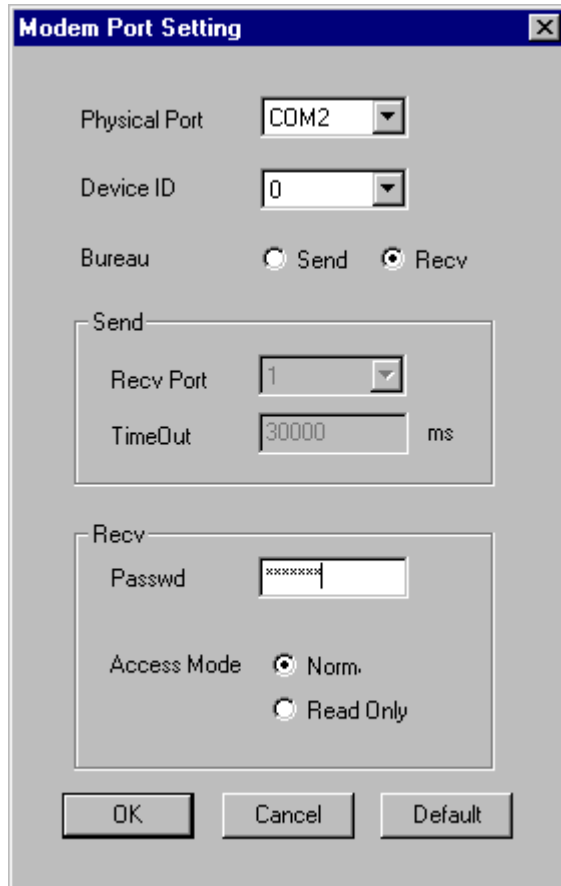 Modem Port Setting
Physical Port COM2
Device ID 0
Bureau Send Recv
Send
Recv Port 1
TimeOut 30000 ms
Recv
Passwd *******
Access Mode Norm.
Read Only
OK Cancel Default